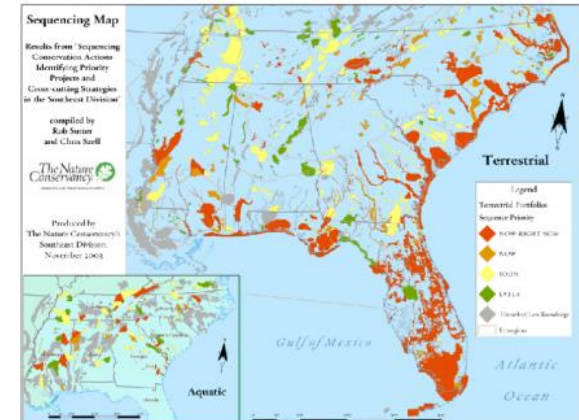 Sequencing Map
Results from 'Sequencing
Conservation Actions
Identifying Priority
Projects and
Cross-cutting Strategies
in the Southeast Division'
compiled by
Rob Sutter
and Chris Szell
The Nature
Conservancy
Produced by
The Nature Conservancy's
Southeast Division
November 2003
Terrestrial
Legend
Terrestrial Portfolios
Sequence Priority
NOW-RIGHT NOW
NOW
SOON
LATER
Ecoregions
Gulf of Mexico
Atlantic
Ocean
Aquatic